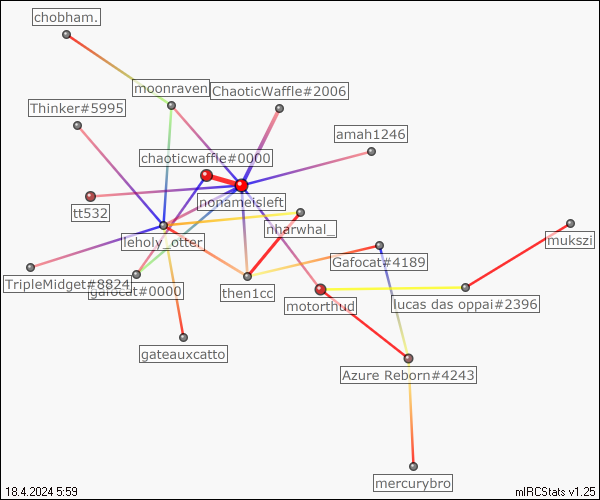 chobham.
moonraven
ChaoticWaffle#2006
Thinker#5995
amah1246
chaoticwaffle#0000
nonameisleft
tt532
nharwhal_
mukszi
leholy_otter
Gafocat#4189
TripleMidget#8824
gafocat#0000
then1cc
motorthud
lucas das oppai#2396
gateauxcatto
Azure Reborn#4243
mercurybro
18.4.2024 5:59
mIRCStats v1.25